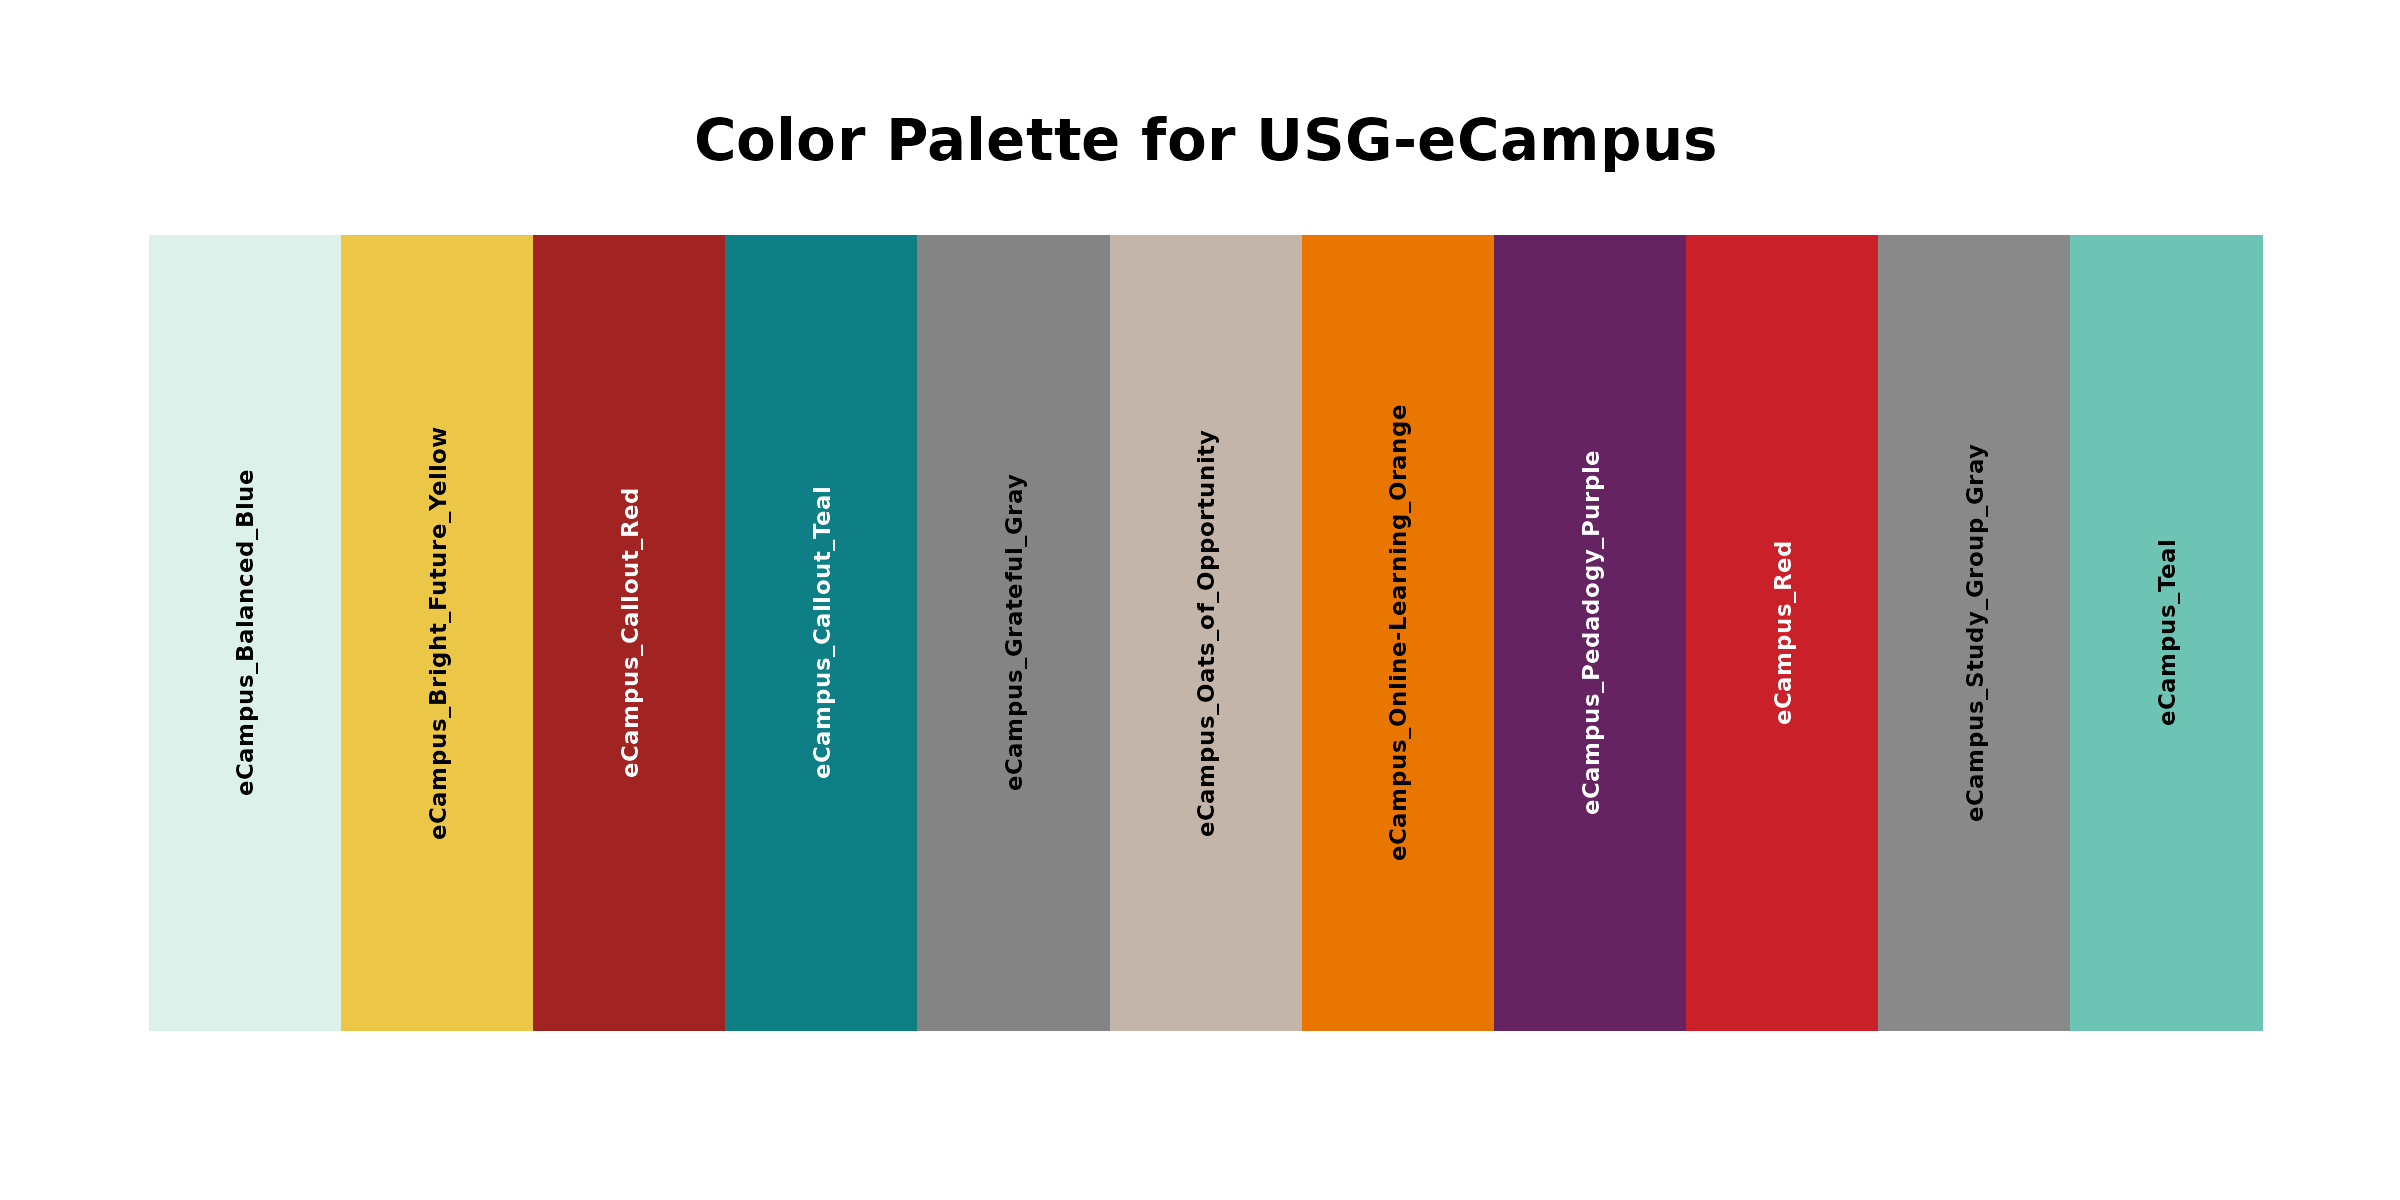 Color Palette for USG-eCampus
eCampus_Balanced_Blue
eCampus_Bright_Future_Yellow
eCampus_Callout_Red
eCampus_Callout_Teal
eCampus_Grateful_Gray
eCampus_Oats_of_Opportunity
eCampus_Online-Learning_Orange
eCampus_Pedadogy_Purple
eCampus_Red
eCampus_Study_Group_Gray
eCampus_Teal